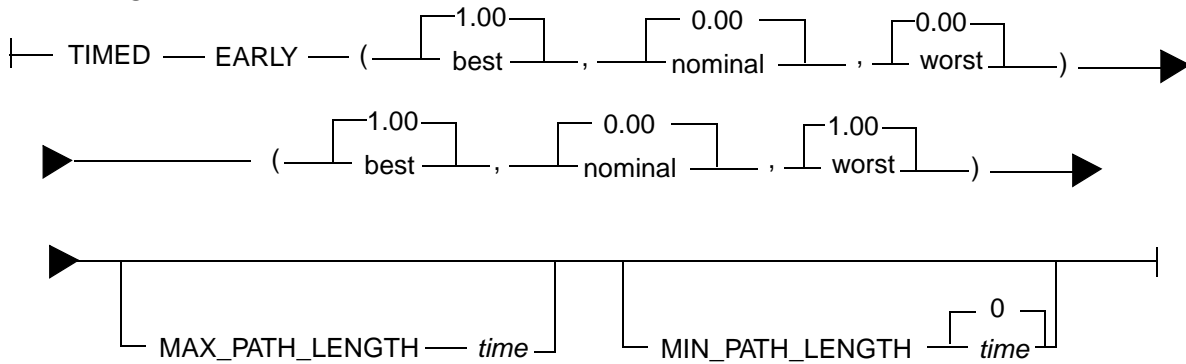 1.00 0.00 0.00
TIMED EARLY ( best , nominal , worst )
1.00 0.00 1.00
( best , nominal , worst )
0
MAX_PATH_LENGTH time MIN_PATH_LENGTH time